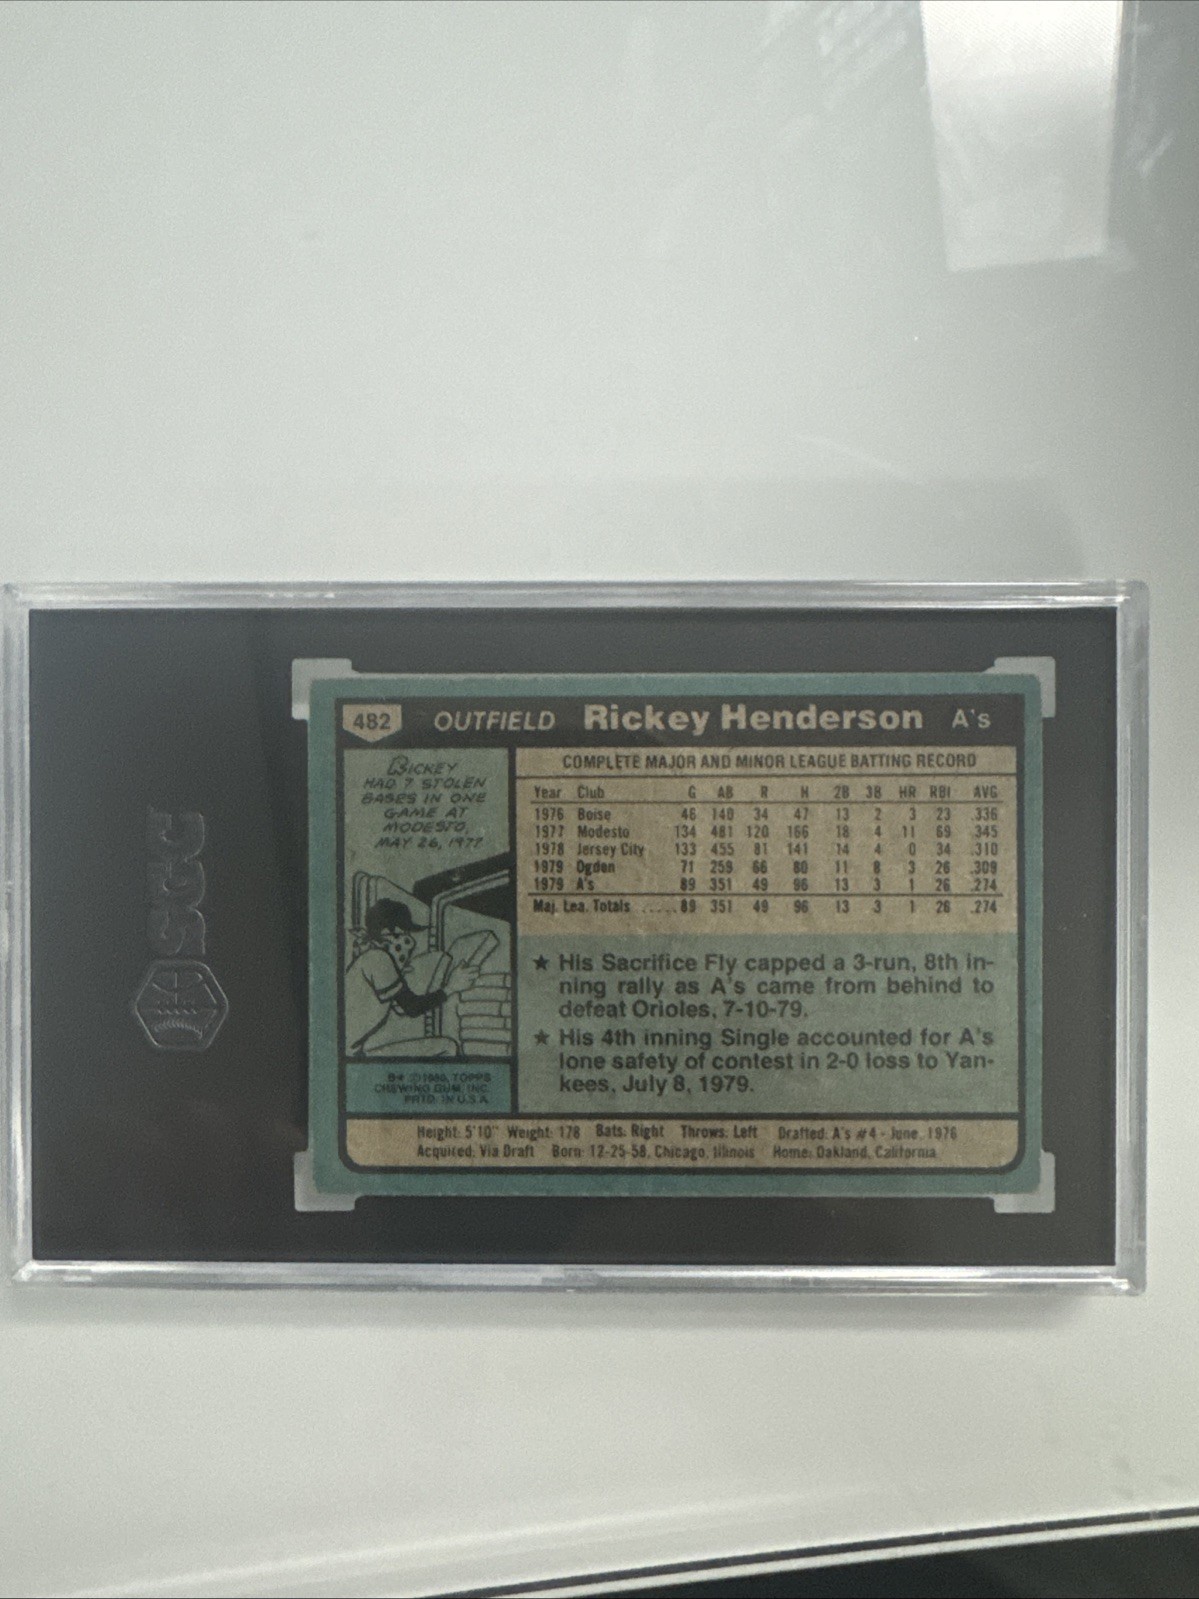 SGC
482 OUTFIELD Rickey Henderson A's
RICKEY
HAD 7 STOLEN
BASES IN ONE
GAME AT
MODESTO,
MAY 26, 1977
B* ©1980, TOPPS
CHEWING GUM, INC.
PRTD. IN U.S.A.
COMPLETE MAJOR AND MINOR LEAGUE BATTING RECORD
Year Club G AB R H 2B 3B HR RBI AVG
1976 Boise 46 140 34 47 13 2 3 23 .336
1977 Modesto 134 481 120 166 18 4 11 69 .345
1978 Jersey City 133 455 81 141 14 4 0 34 .310
1979 Ogden 71 259 66 80 11 8 3 26 .309
1979 A's 89 351 49 96 13 3 1 26 .274
Maj. Lea. Totals ..... 89 351 49 96 13 3 1 26 .274
★ His Sacrifice Fly capped a 3-run, 8th in-
ning rally as A's came from behind to
defeat Orioles, 7-10-79.
★ His 4th inning Single accounted for A's
lone safety of contest in 2-0 loss to Yan-
kees, July 8, 1979.
Height: 5'10" Weight: 178 Bats: Right Throws: Left Drafted: A's #4 - June, 1976
Acquired: Via Draft Born: 12-25-58, Chicago, Illinois Home: Oakland, California